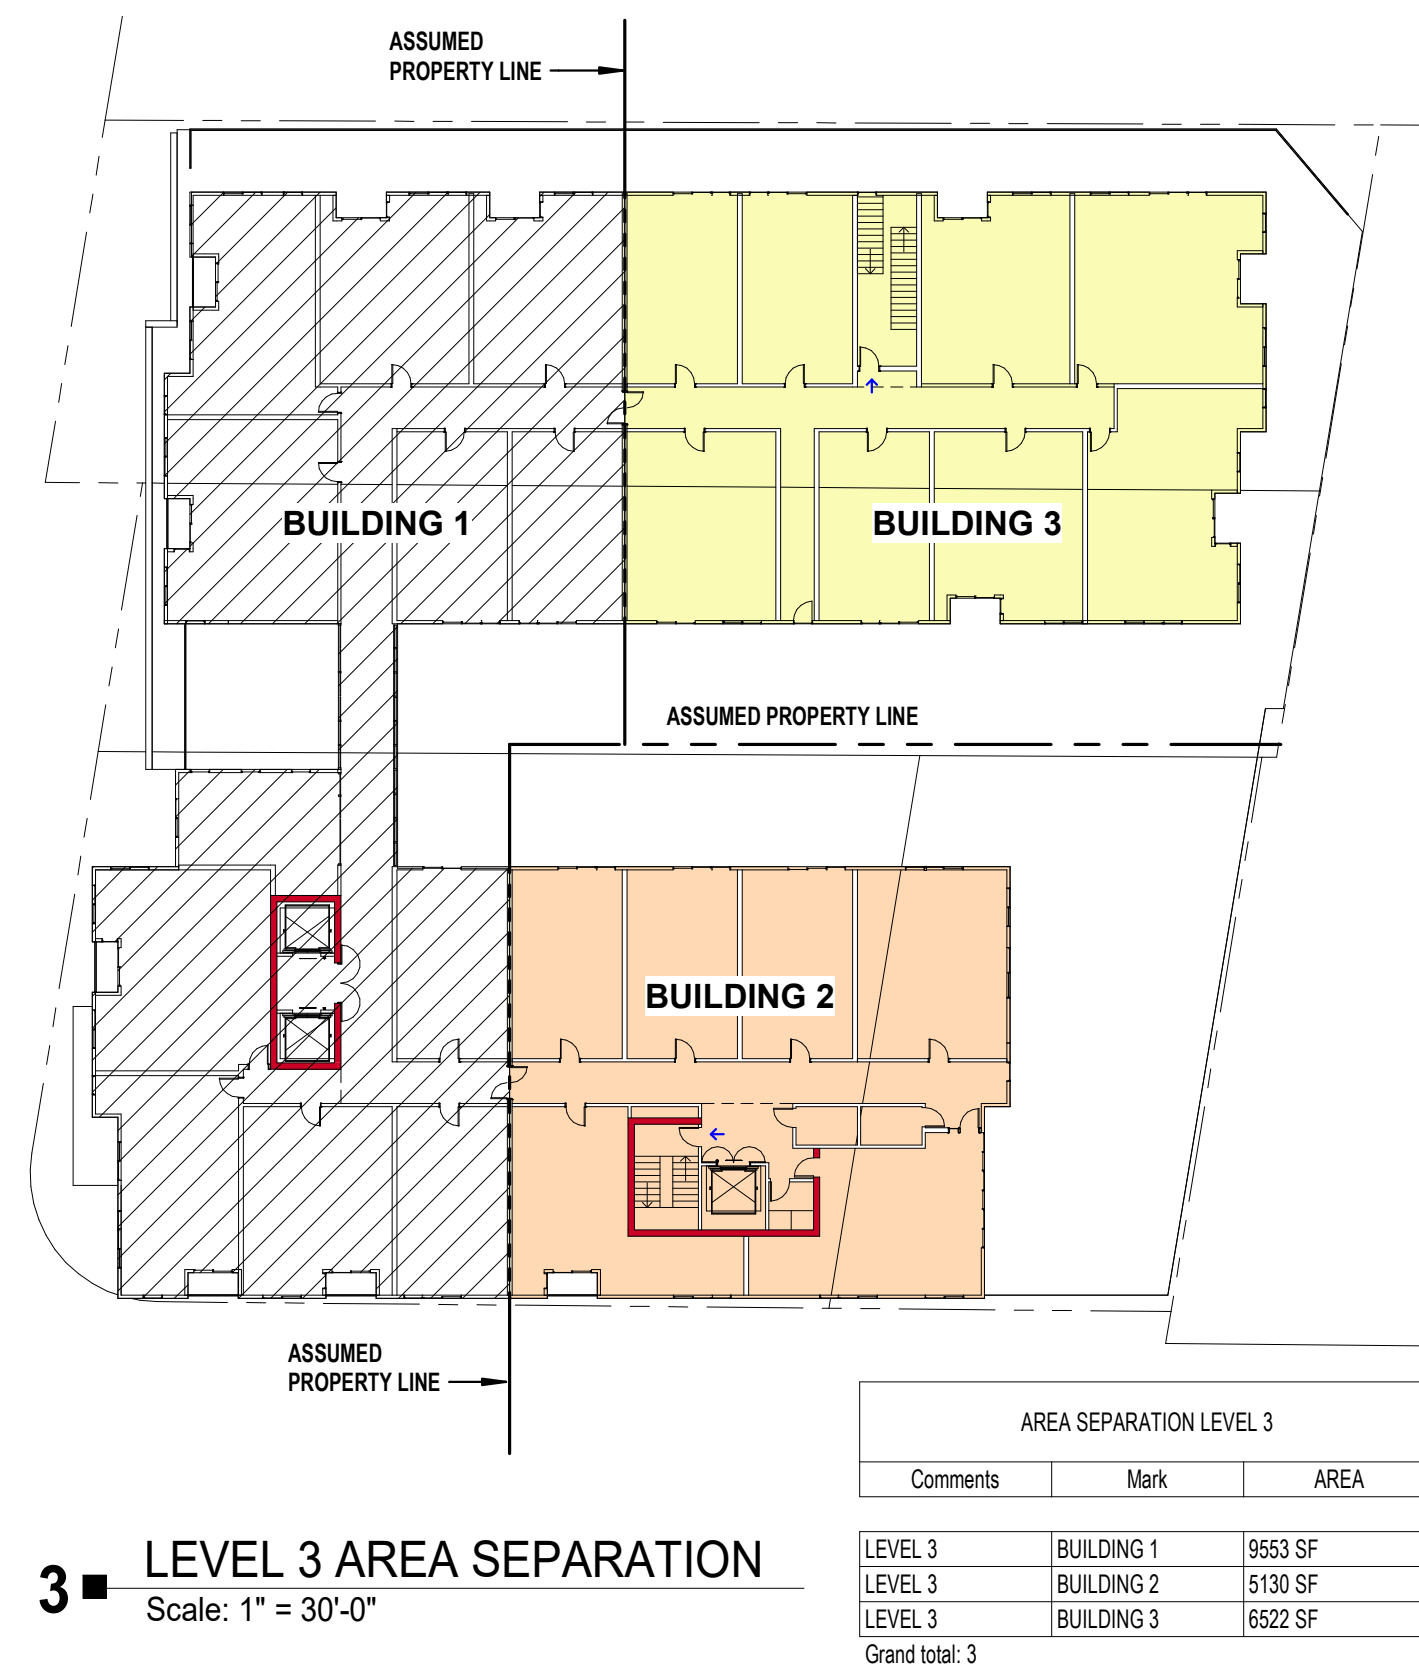 ASSUMED
PROPERTY LINE
BUILDING 1
BUILDING 3
ASSUMED PROPERTY LINE
BUILDING 2
ASSUMED
PROPERTY LINE
AREA SEPARATION LEVEL 3
Comments Mark AREA
LEVEL 3 BUILDING 1 9553 SF
LEVEL 3 BUILDING 2 5130 SF
LEVEL 3 BUILDING 3 6522 SF
Grand total: 3
3 LEVEL 3 AREA SEPARATION
Scale: 1" = 30'-0"